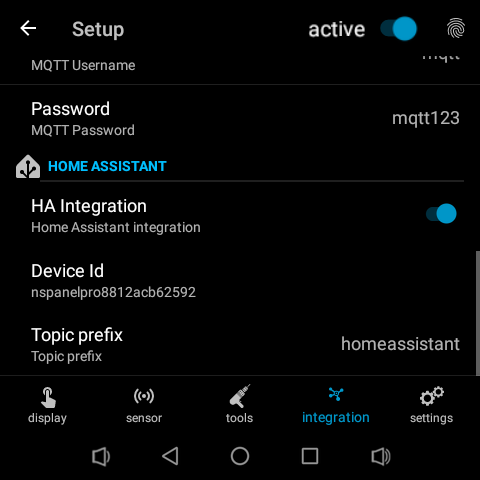 Setup
active
mqtt
MQTT Username
Password
mqtt123
MQTT Password
HOME ASSISTANT
HA Integration
Home Assistant integration
Device Id
nspanelpro8812acb62592
Topic prefix
homeassistant
Topic prefix
display
sensor
tools
integration
settings